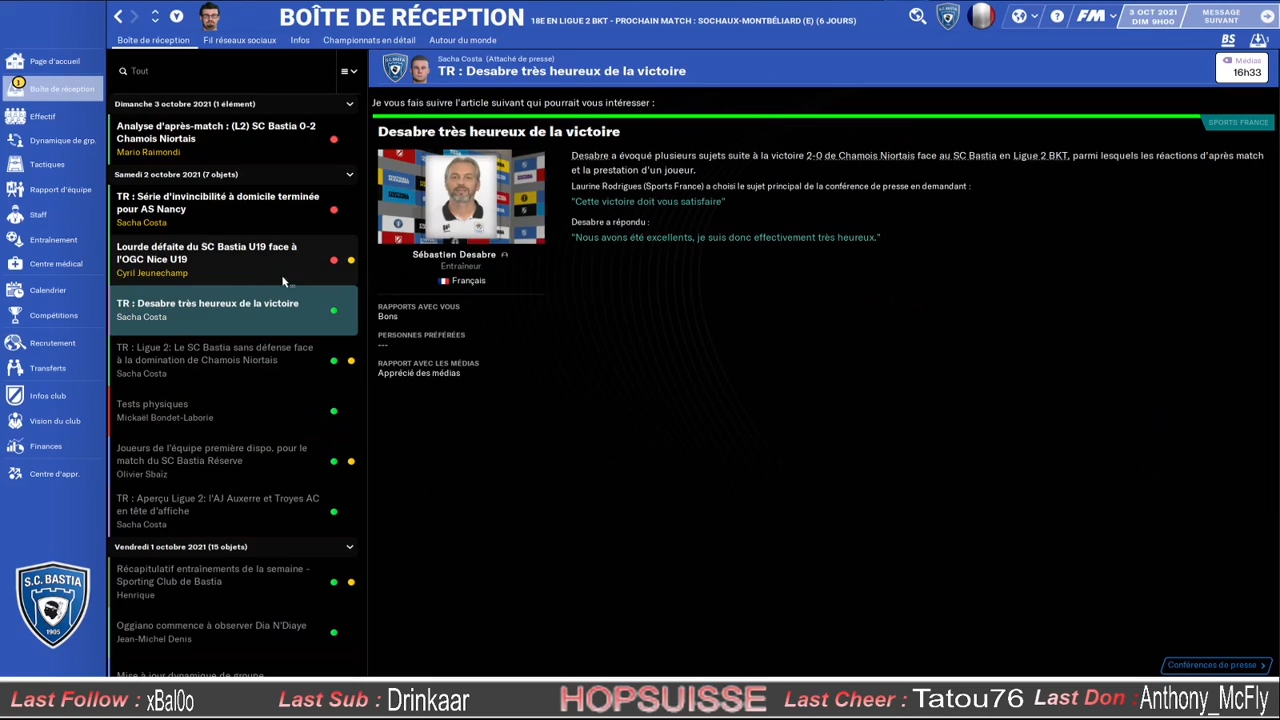 BOÎTE DE RÉCEPTION
18E EN LIGUE 2 BKT - PROCHAIN MATCH : SOCHAUX-MONTBÉLIARD (E) (6 JOURS)
FM
3 OCT 2021
DIM 9H00
MESSAGE
SUIVANT
Boîte de réception
Fil réseaux sociaux
Infos
Championnats en détail
Autour du monde
BS
1
Page d'accueil
1
Boîte de réception
Effectif
Dynamique de grp.
Tactiques
Rapport d'équipe
Staff
Entraînement
Centre médical
Calendrier
Compétitions
Recrutement
Transferts
Infos club
Vision du club
Finances
Centre d'appr.
S.C. BASTIA
1905
Tout
Dimanche 3 octobre 2021 (1 élément)
Analyse d'après-match : (L2) SC Bastia 0-2
Chamois Niortais
Mario Raimondi
Samedi 2 octobre 2021 (7 objets)
TR : Série d'invincibilité à domicile terminée
pour AS Nancy
Sacha Costa
Lourde défaite du SC Bastia U19 face à
l'OGC Nice U19
Cyril Jeunechamp
TR : Desabre très heureux de la victoire
Sacha Costa
TR : Ligue 2: Le SC Bastia sans défense face
à la domination de Chamois Niortais
Sacha Costa
Tests physiques
Mickaël Bondet-Laborie
Joueurs de l'équipe première dispo. pour le
match du SC Bastia Réserve
Olivier Sbaïz
TR : Aperçu Ligue 2: l'AJ Auxerre et Troyes AC
en tête d'affiche
Sacha Costa
Vendredi 1 octobre 2021 (15 objets)
Récapitulatif entraînements de la semaine -
Sporting Club de Bastia
Henrique
Oggiano commence à observer Dia N'Diaye
Jean-Michel Denis
Mise à jour dynamique de groupe
Sacha Costa (Attaché de presse)
TR : Desabre très heureux de la victoire
Médias
16h33
Je vous fais suivre l'article suivant qui pourrait vous intéresser :
SPORTS FRANCE
Desabre très heureux de la victoire
Desabre a évoqué plusieurs sujets suite à la victoire 2-0 de Chamois Niortais face au SC Bastia en Ligue 2 BKT, parmi lesquels les réactions d'après match
et la prestation d'un joueur.
Laurine Rodrigues (Sports France) a choisi le sujet principal de la conférence de presse en demandant :
"Cette victoire doit vous satisfaire"
Desabre a répondu :
"Nous avons été excellents, je suis donc effectivement très heureux."
Sébastien Desabre
Entraîneur
Français
RAPPORTS AVEC VOUS
Bons
PERSONNES PRÉFÉRÉES
---
RAPPORT AVEC LES MÉDIAS
Apprécié des médias
Conférences de presse
Last Follow : xBal0o
Last Sub : Drinkaar
HOPSUISSE
Last Cheer : Tatou76
Last Don : Anthony_McFly